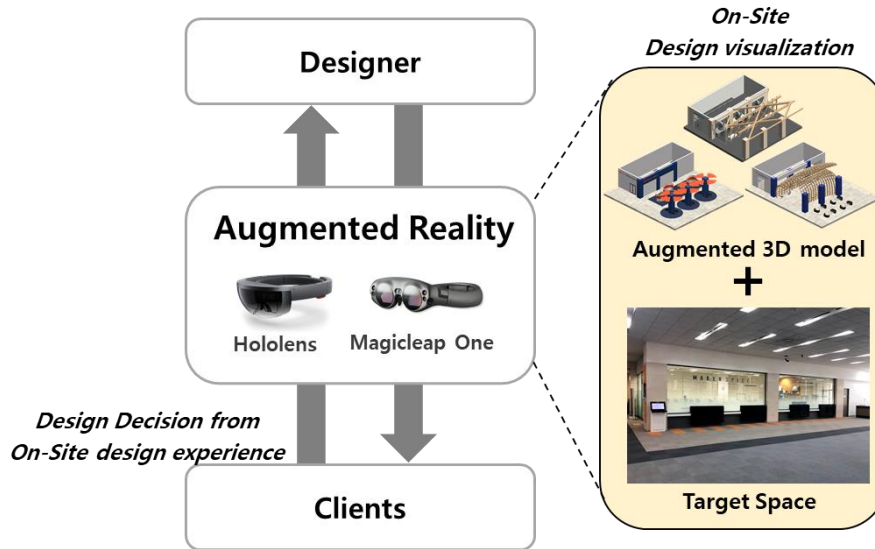 Designer
Augmented Reality
Hololens
Magicleap One
Design Decision from
On-Site design experience
Clients
On-Site
Design visualization
Augmented 3D model
+
MAKERSPACE
Target Space